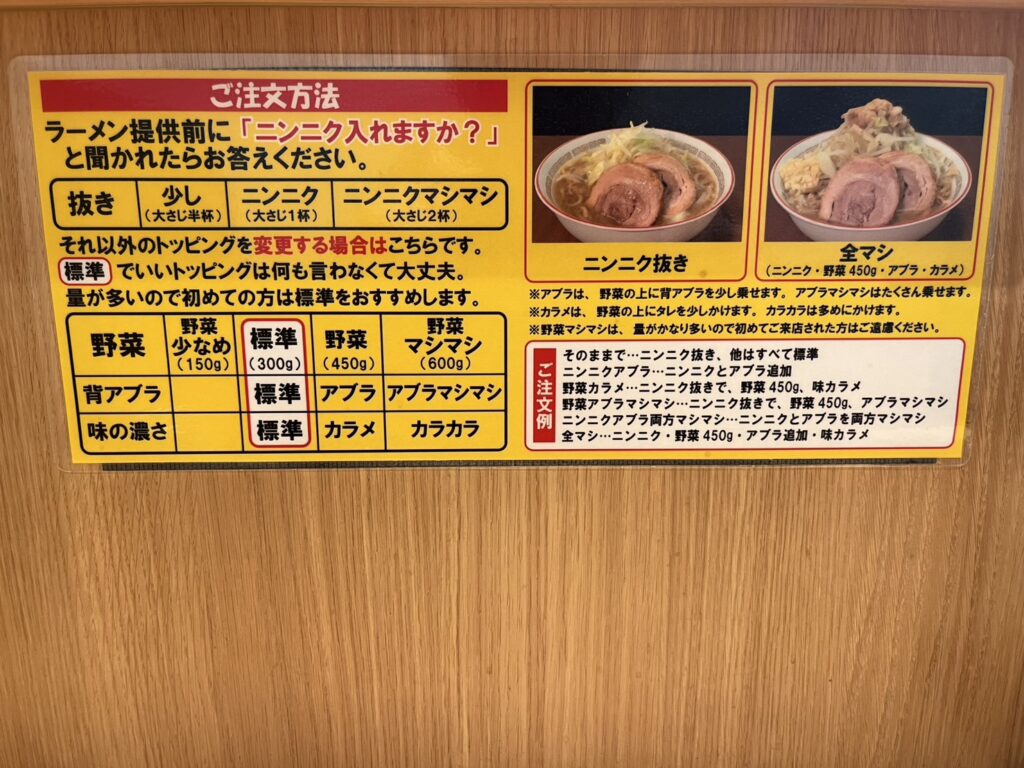 ご注文方法
ラーメン提供前に「ニンニク入れますか？」
と聞かれたらお答えください。
抜き 少し ニンニク ニンニクマシマシ
（大さじ半杯） （大さじ1杯） （大さじ2杯）
それ以外のトッピングを変更する場合はこちらです。
標準 でいいトッピングは何も言わなくて大丈夫。
量が多いので初めての方は標準をおすすめします。
野菜 野菜少なめ（150g） 標準（300g） 野菜（450g） 野菜マシマシ（600g）
背アブラ 標準 アブラ アブラマシマシ
味の濃さ 標準 カラメ カラカラ
ニンニク抜き
全マシ
（ニンニク・野菜450g・アブラ・カラメ）
※アブラは、野菜の上に背アブラを少し乗せます。アブラマシマシはたくさん乗せます。
※カラメは、野菜の上にタレを少しかけます。カラカラは多めにかけます。
※野菜マシマシは、量がかなり多いので初めてご来店された方はご遠慮ください。
ご注文例
そのままで…ニンニク抜き、他はすべて標準
ニンニクアブラ…ニンニクとアブラ追加
野菜カラメ…ニンニク抜きで、野菜450g、味カラメ
野菜アブラマシマシ…ニンニク抜きで、野菜450g、アブラマシマシ
ニンニクアブラ両方マシマシ…ニンニクとアブラを両方マシマシ
全マシ…ニンニク・野菜450g・アブラ追加・味カラメ